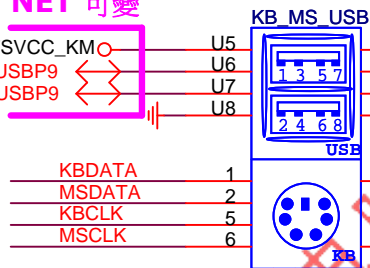 NET 可變
KB_MS_USB
SVCC_KM
U5
USBP9
U6
USBP9
U7
U8
1 3 5 7
2 4 6 8
USB
KBDATA
1
MSDATA
2
KBCLK
5
MSCLK
6
KB